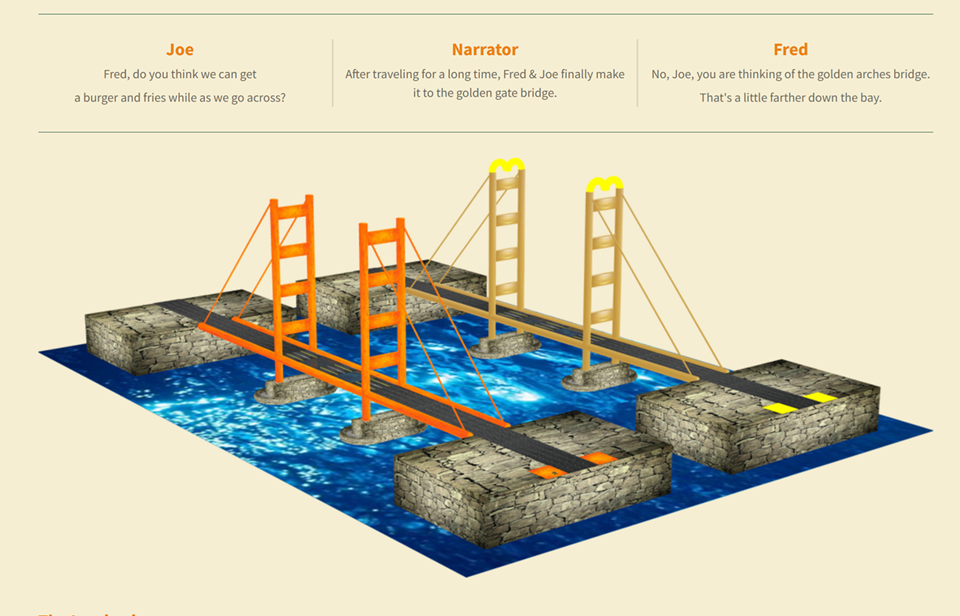 Joe
Fred, do you think we can get
a burger and fries while as we go across?
Narrator
After traveling for a long time, Fred & Joe finally make
it to the golden gate bridge.
Fred
No, Joe, you are thinking of the golden arches bridge.
That's a little farther down the bay.